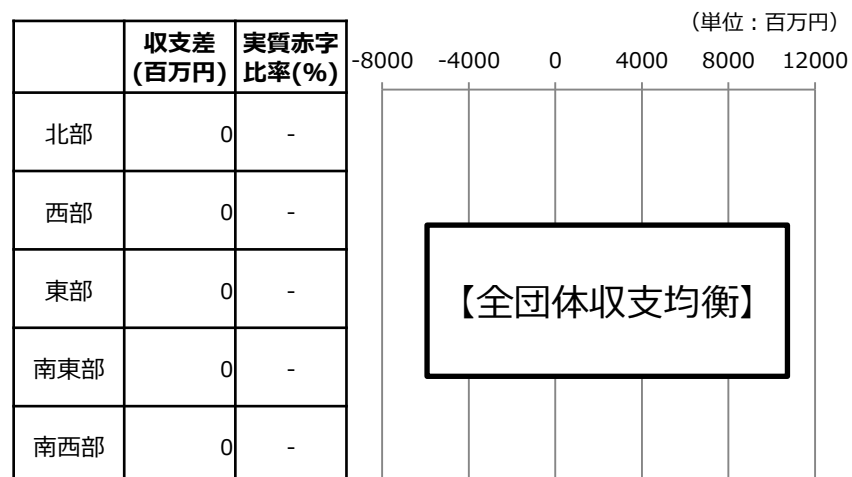 （単位：百万円）
収支差
(百万円)
実質赤字
比率(%)
-8000 -4000 0 4000 8000 12000
北部 0 -
西部 0 -
東部 0 -
南東部 0 -
南西部 0 -
【全団体収支均衡】